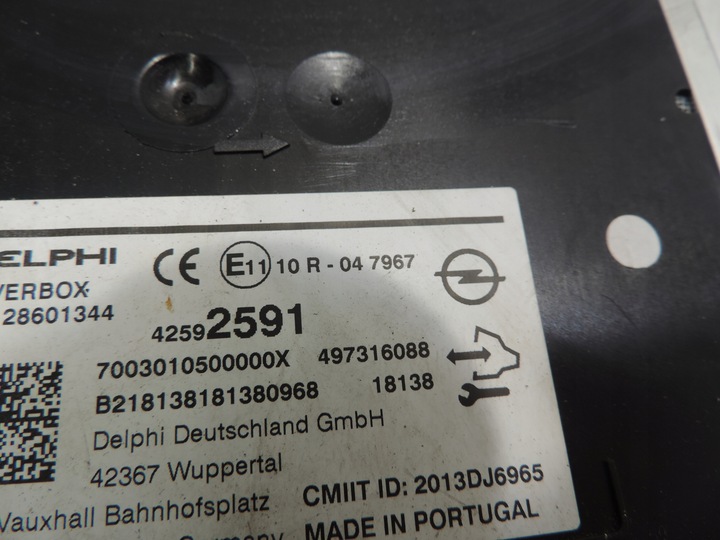 ELPHI CE E11 10 R - 04 7967
VERBOX
28601344
42592591
7003010500000X 497316088
B218138181380968 18138
Delphi Deutschland GmbH
42367 Wuppertal
CMIIT ID: 2013DJ6965
Vauxhall Bahnhofsplatz
MADE IN PORTUGAL
Germany